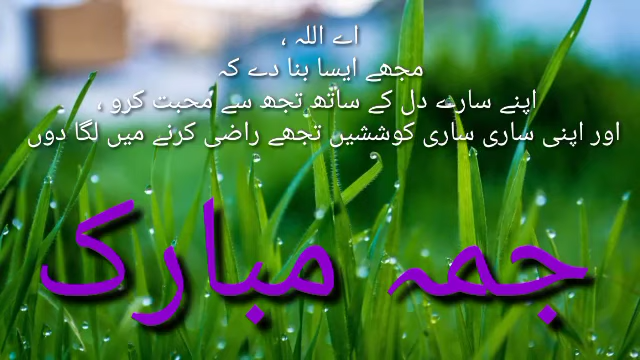 اے اللہ ،
مجھے ایسا بنا دے کہ
اپنے سارے دل کے ساتھ تجھ سے محبت کرو ،
اور اپنی ساری ساری کوششیں تجھے راضی کرنے میں لگا دوں
جمہ مبارک